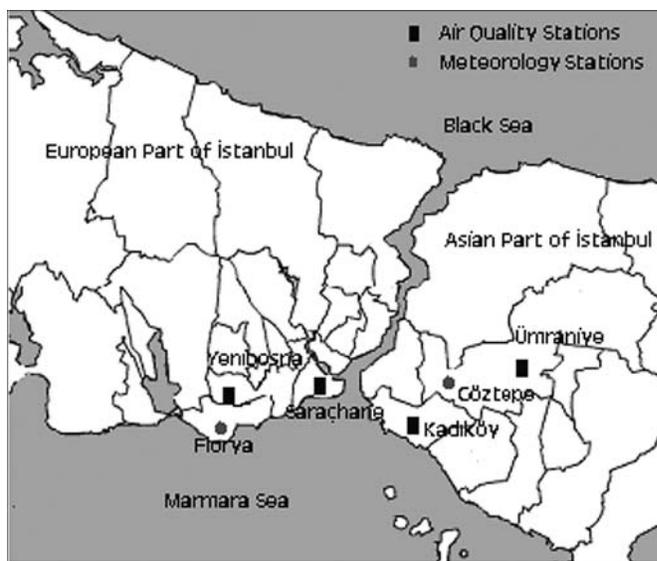 Air Quality Stations
Meteorology Stations
Black Sea
European Part of İstanbul
Asian Part of İstanbul
Ümraniye
Yenibosna
Göztepe
Saraçhane
Kadıköy
Florya
Marmara Sea